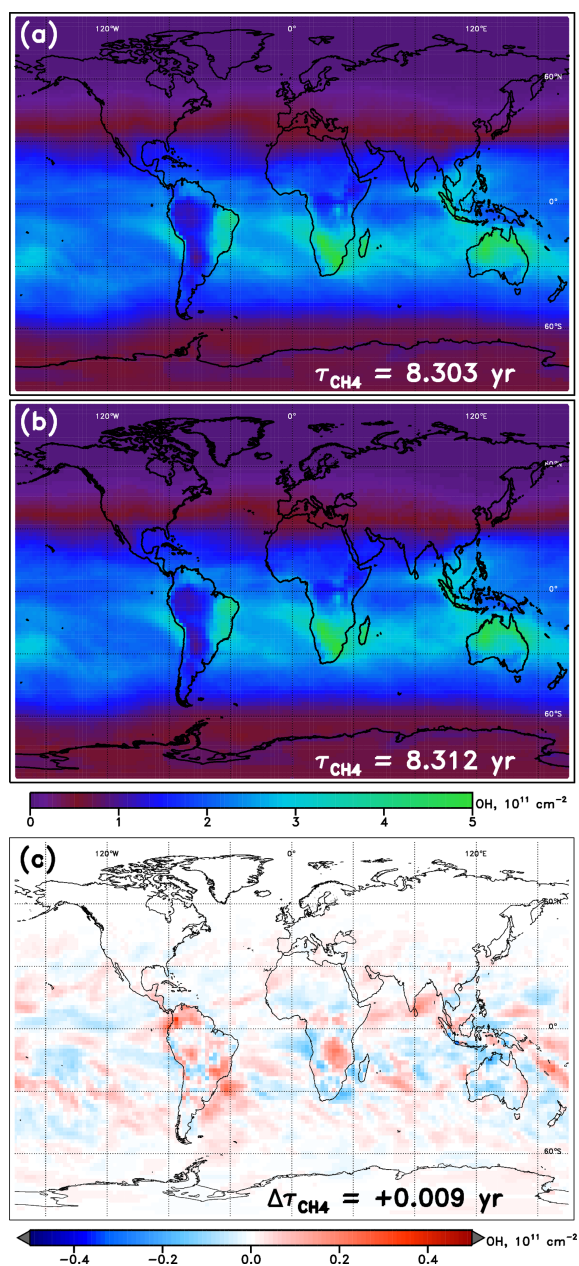 (a)
120°W 0° 120°E
60°N
0°
60°S
τCH4 = 8.303 yr
(b)
120°W 0° 120°E
60°N
0°
60°S
τCH4 = 8.312 yr
0 1 2 3 4 5 OH, 10¹¹ cm⁻²
(c)
120°W 0° 120°E
60°N
0°
60°S
ΔτCH4 = +0.009 yr
−0.4 −0.2 0.0 0.2 0.4 OH, 10¹¹ cm⁻²